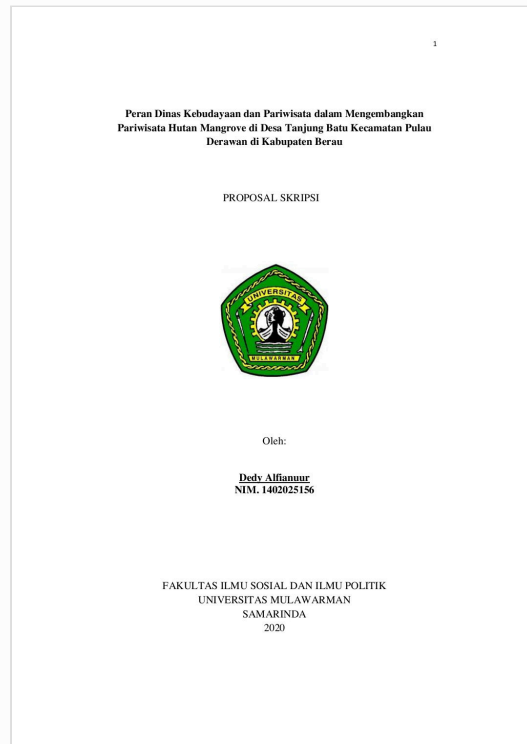 1
Peran Dinas Kebudayaan dan Pariwisata dalam Mengembangkan
Pariwisata Hutan Mangrove di Desa Tanjung Batu Kecamatan Pulau
Derawan di Kabupaten Berau
PROPOSAL SKRIPSI
UNIVERSITAS
MULAWARMAN
Oleh:
Dedy Alfianuur
NIM. 1402025156
FAKULTAS ILMU SOSIAL DAN ILMU POLITIK
UNIVERSITAS MULAWARMAN
SAMARINDA
2020